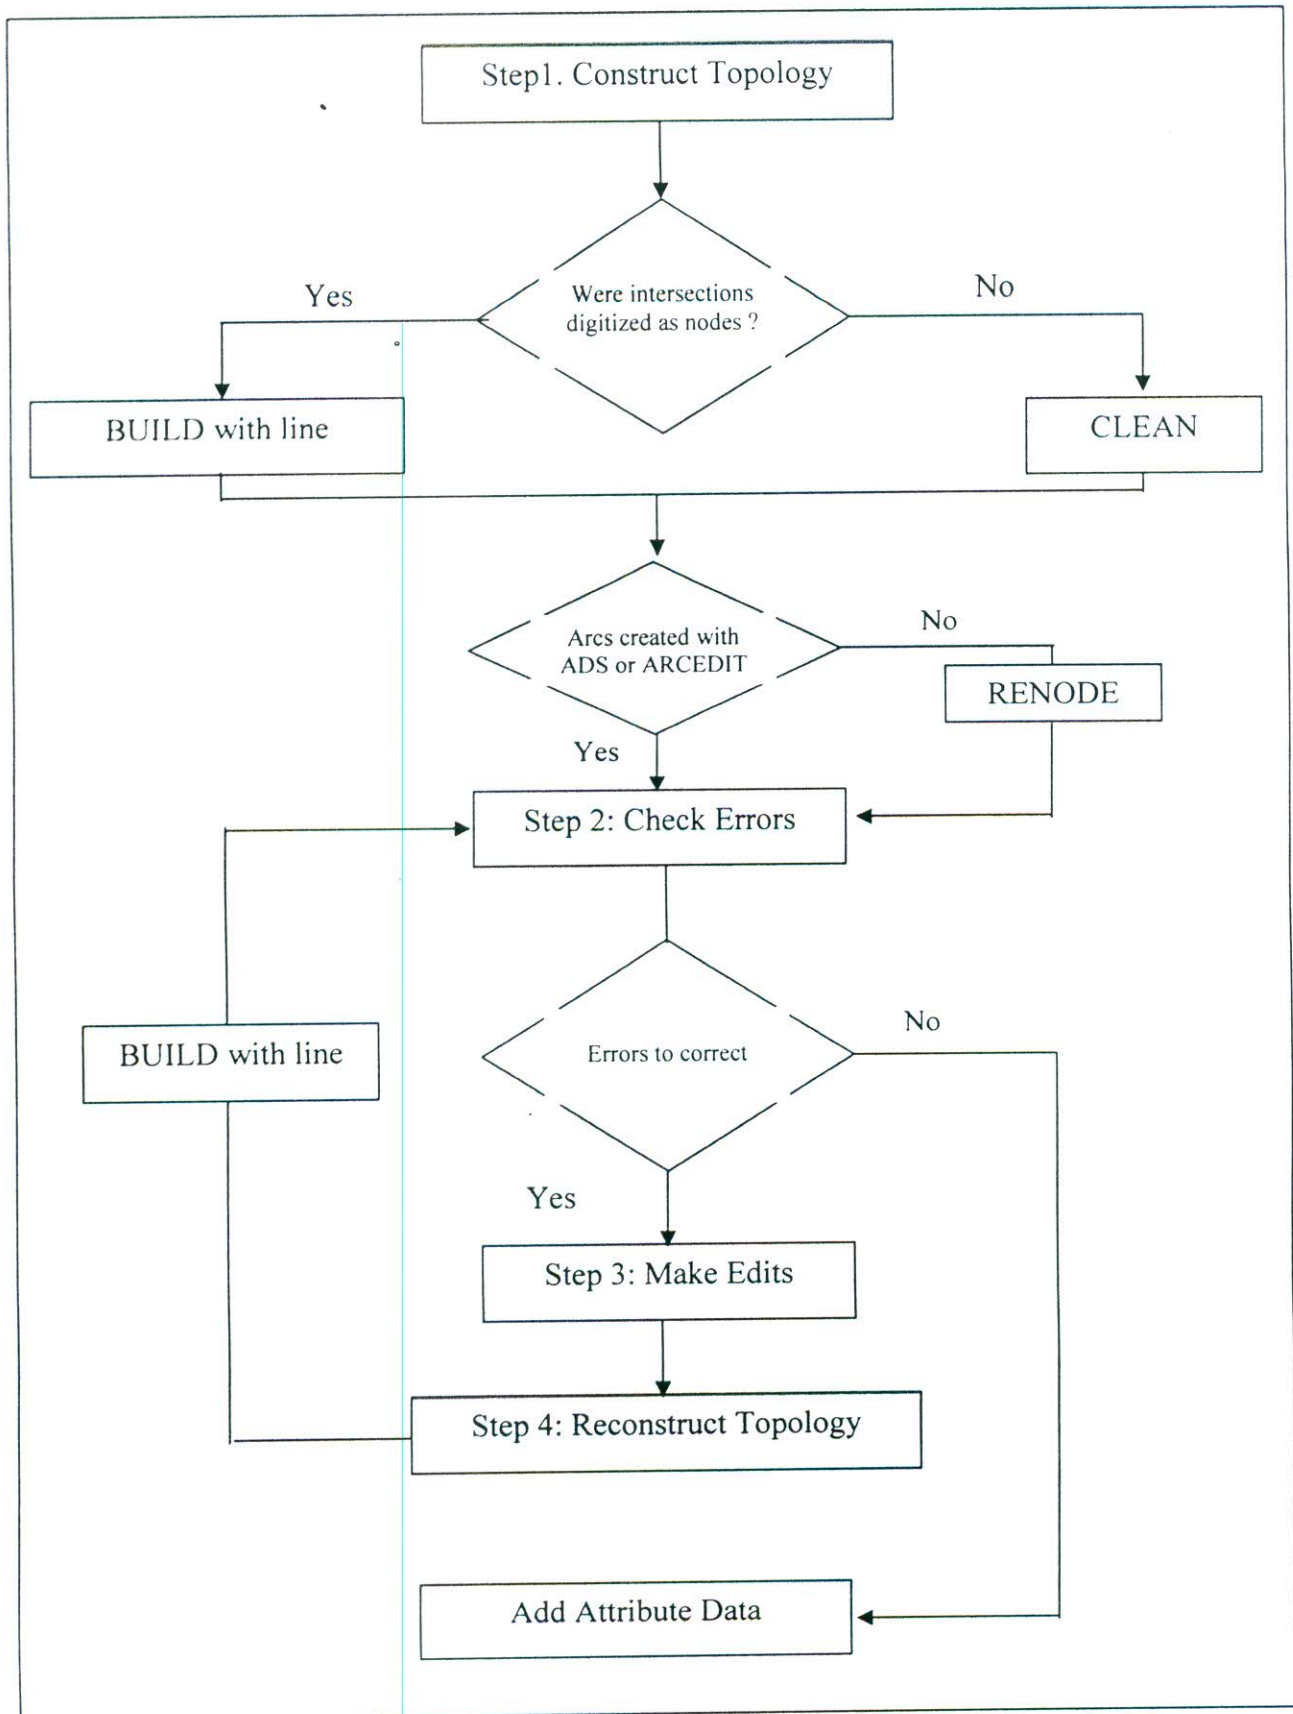 Step1. Construct Topology
Yes
Were intersections
digitized as nodes ?
No
BUILD with line
CLEAN
Arcs created with
ADS or ARCEDIT
No
RENODE
Yes
Step 2: Check Errors
BUILD with line
Errors to correct
No
Yes
Step 3: Make Edits
Step 4: Reconstruct Topology
Add Attribute Data